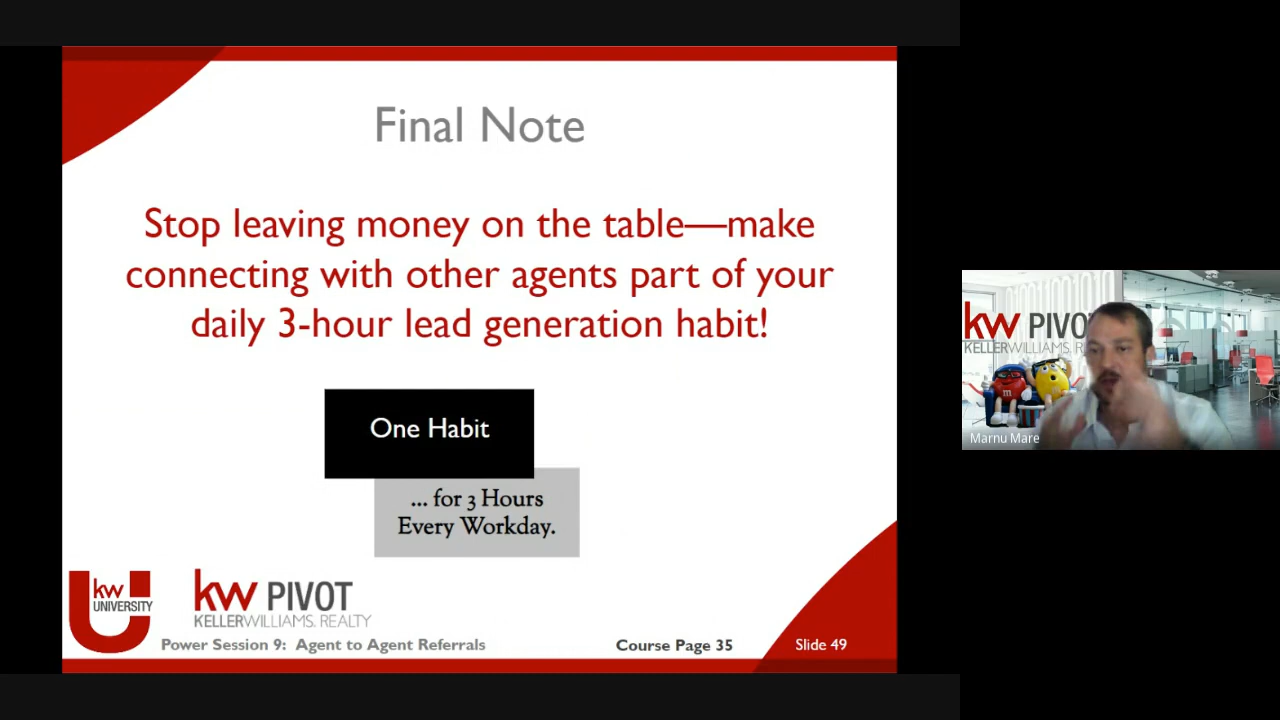 Final Note
Stop leaving money on the table—make
connecting with other agents part of your
daily 3-hour lead generation habit!
One Habit
... for 3 Hours
Every Workday.
kw
UNIVERSITY
kw PIVOT
KELLERWILLIAMS. REALTY
Power Session 9: Agent to Agent Referrals
Course Page 35
Slide 49
kw PIVO
KELLERWILLIAMS. R
m
Marnu Mare